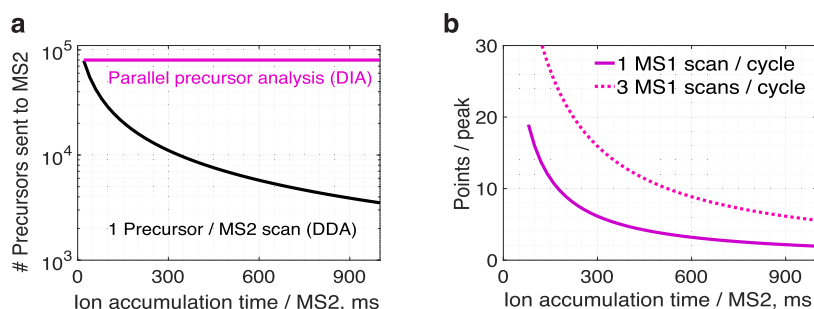 a
# Precursors sent to MS2
10^5
10^4
10^3
Parallel precursor analysis (DIA)
1 Precursor / MS2 scan (DDA)
0 300 600 900
Ion accumulation time / MS2. ms
b
Points / peak
30
20
10
0
1 MS1 scan / cycle
3 MS1 scans / cycle
0 300 600 900
Ion accumulation time / MS2, ms